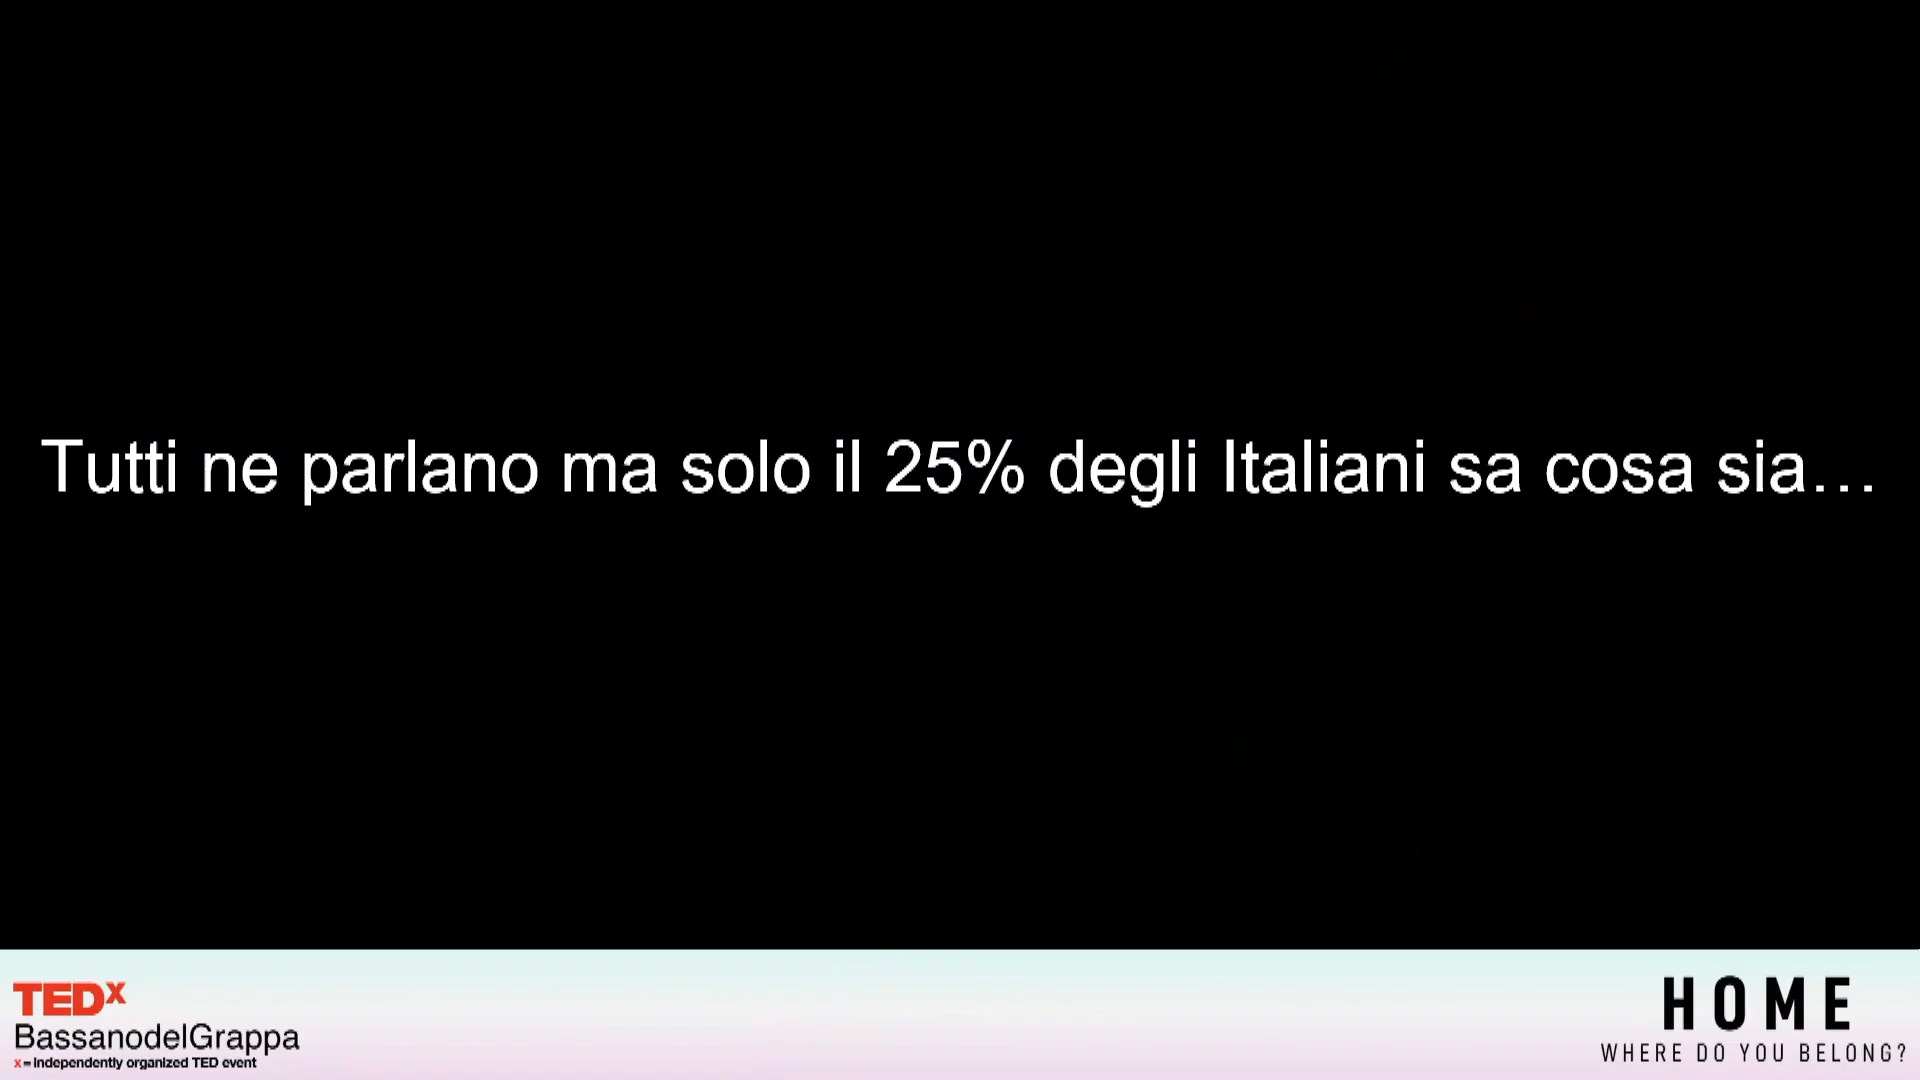 Tutti ne parlano ma solo il 25% degli Italiani sa cosa sia…
TEDx
BassanodelGrappa
x = independently organized TED event
HOME
WHERE DO YOU BELONG?